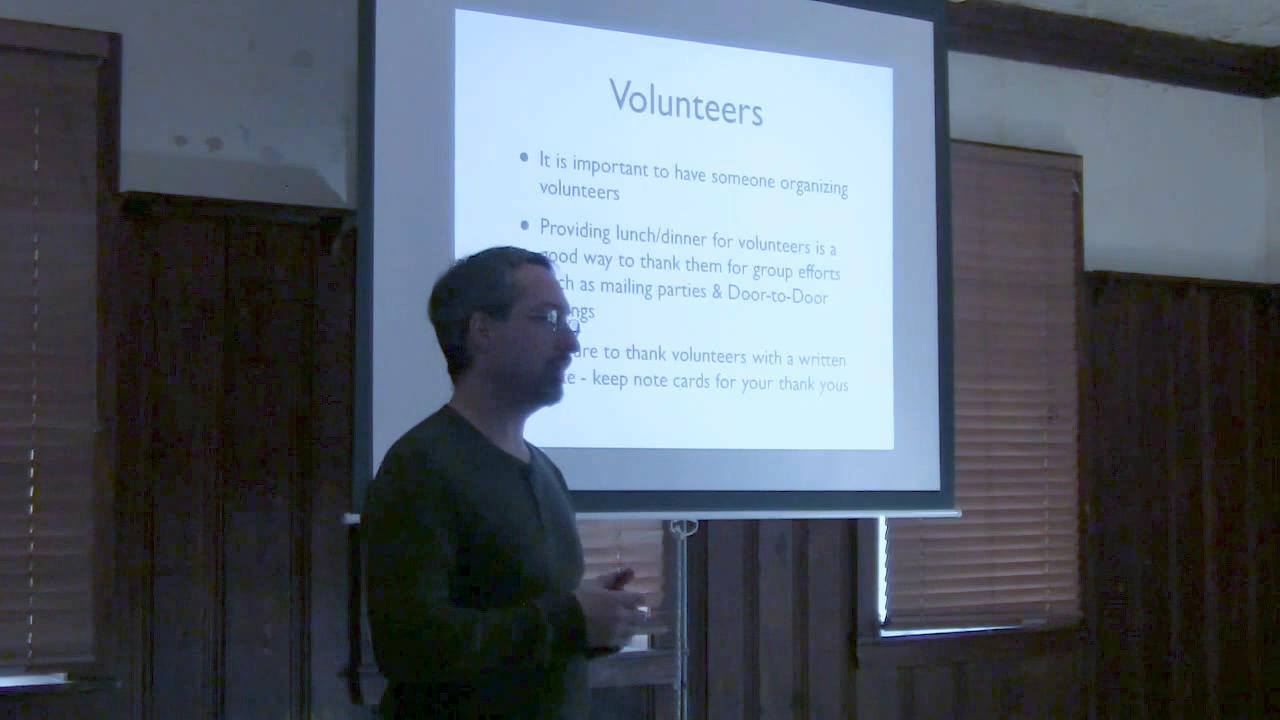 Volunteers
• It is important to have someone organizing
volunteers
• Providing lunch/dinner for volunteers is a
good way to thank them for group efforts
as mailing parties & Door-to-Door
to thank volunteers with a written
- keep note cards for your thank yous